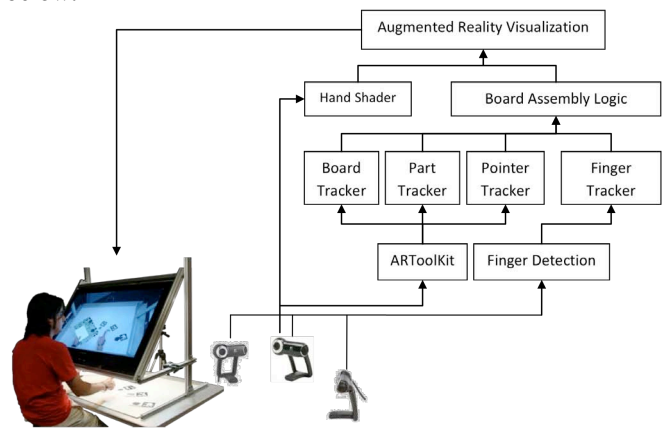 Augmented Reality Visualization
Hand Shader
Board Assembly Logic
Board
Tracker
Part
Tracker
Pointer
Tracker
Finger
Tracker
ARToolKit
Finger Detection